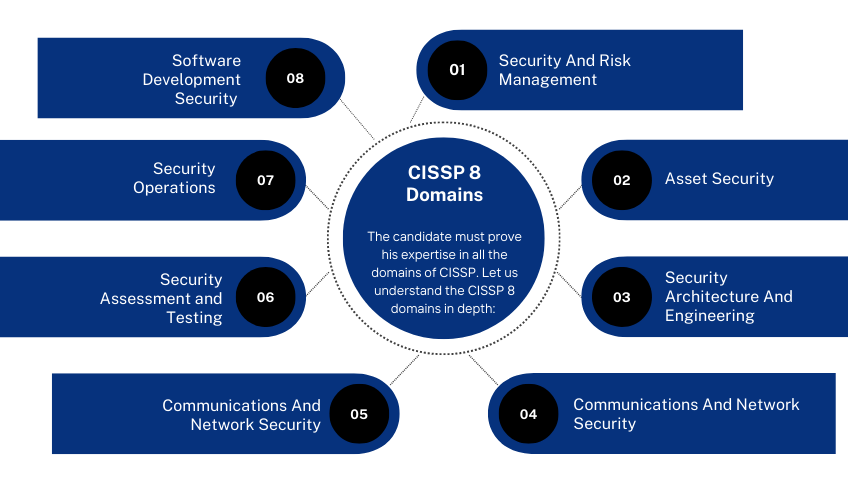 CISSP 8
Domains
The candidate must prove
his expertise in all the
domains of CISSP. Let us
understand the CISSP 8
domains in depth:
01
Security And Risk
Management
02
Asset Security
03
Security
Architecture And
Engineering
04
Communications And Network
Security
05
Communications And
Network Security
06
Security
Assessment and
Testing
07
Security
Operations
08
Software
Development
Security